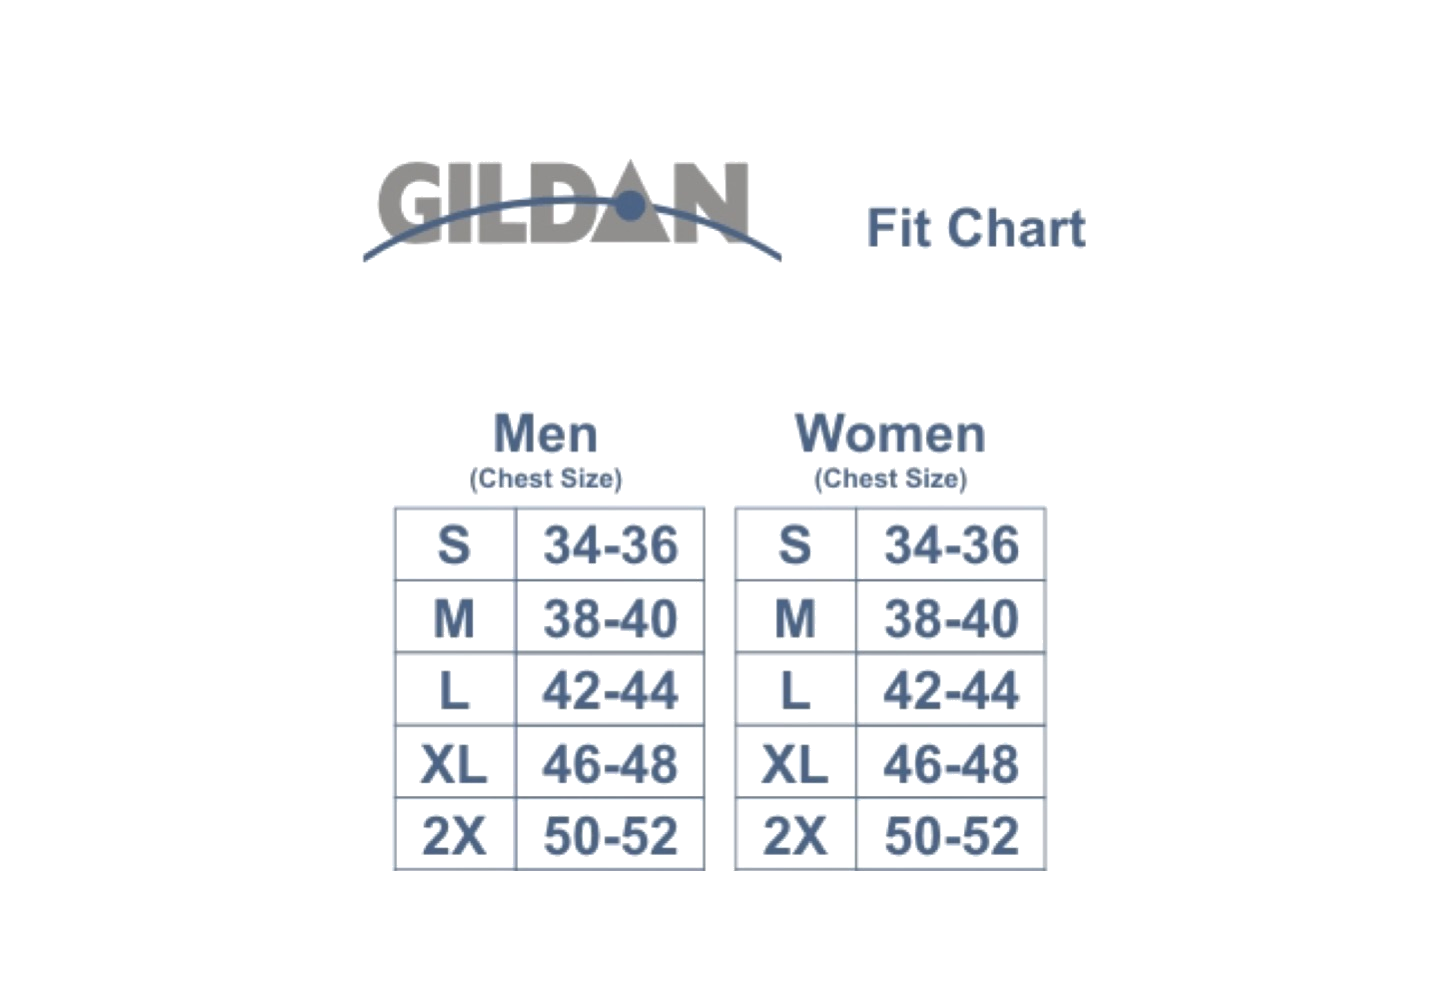 GILDAN Fit Chart
Men
(Chest Size)
S 34-36
M 38-40
L 42-44
XL 46-48
2X 50-52
Women
(Chest Size)
S 34-36
M 38-40
L 42-44
XL 46-48
2X 50-52